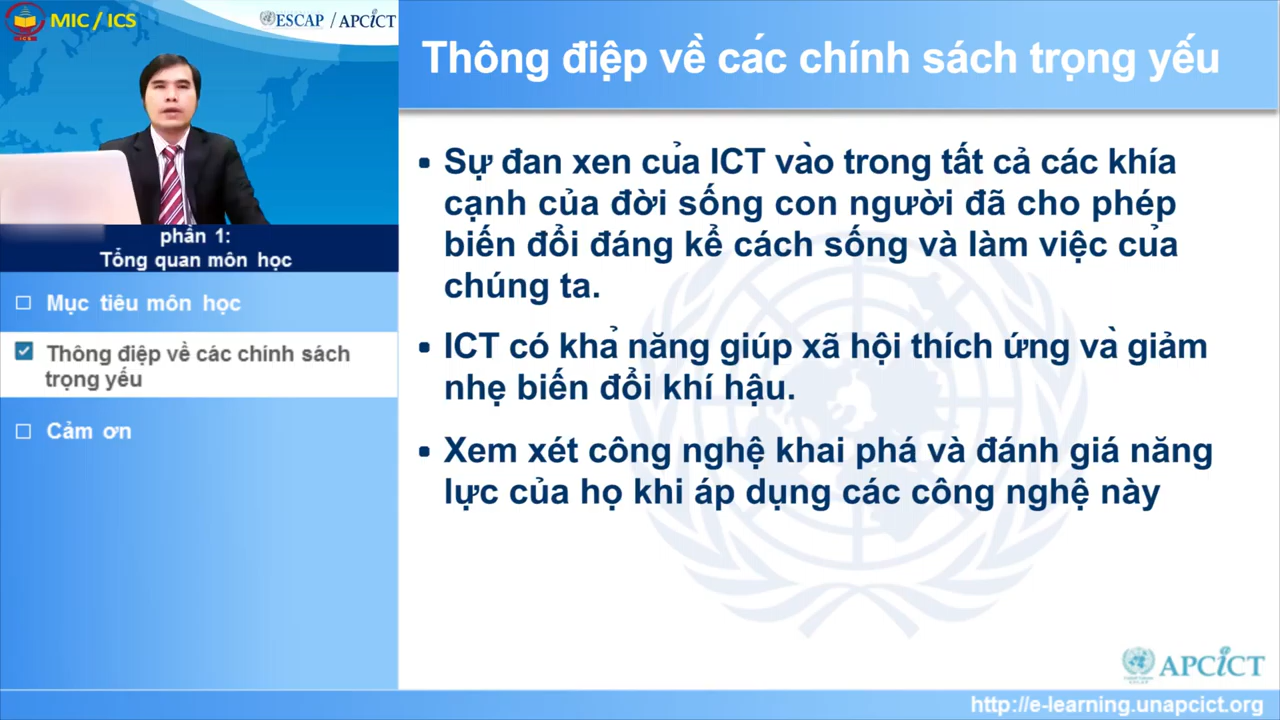 MIC / ICS
ESCAP / APCICT
phần 1:
Tổng quan môn học
Mục tiêu môn học
Thông điệp về các chính sách
trọng yếu
Cảm ơn
Thông điệp về các chính sách trọng yếu
Sự đan xen của ICT vào trong tất cả các khía
cạnh của đời sống con người đã cho phép
biến đổi đáng kể cách sống và làm việc của
chúng ta.
ICT có khả năng giúp xã hội thích ứng và giảm
nhẹ biến đổi khí hậu.
Xem xét công nghệ khai phá và đánh giá năng
lực của họ khi áp dụng các công nghệ này
APCICT
http://e-learning.unapcict.org